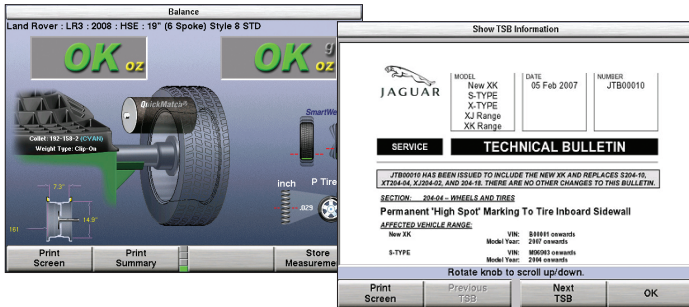 Balance
Land Rover : LR3 : 2008 : HSE : 19" (6 Spoke) Style 8 STD
OK oz
OK oz
g
QuickMatch®
SmartWe
Collet: 192-158-2 (CYAN)
Weight Type: Clip-On
inch
P Tire
.029
7.3"
14.9"
161
Print Screen
Print Summary
Store Measureme
Show TSB Information
JAGUAR
MODEL
New XK
S-TYPE
X-TYPE
XJ Range
XK Range
DATE
05 Feb 2007
NUMBER
JTB00010
SERVICE
TECHNICAL BULLETIN
JTB00010 HAS BEEN ISSUED TO INCLUDE THE NEW XK AND REPLACES S204-10,
XT204-04, XJ204-02, AND 204-18. THERE ARE NO OTHER CHANGES TO THIS BULLETIN.
SECTION: 204-04 – WHEELS AND TIRES
Permanent 'High Spot' Marking To Tire Inboard Sidewall
AFFECTED VEHICLE RANGE:
New XK VIN: B00001 onwards
Model Year: 2007 onwards
S-TYPE VIN: M96903 onwards
Model Year: 2004 onwards
Rotate knob to scroll up/down.
Print Screen
Previous TSB
Next TSB
OK